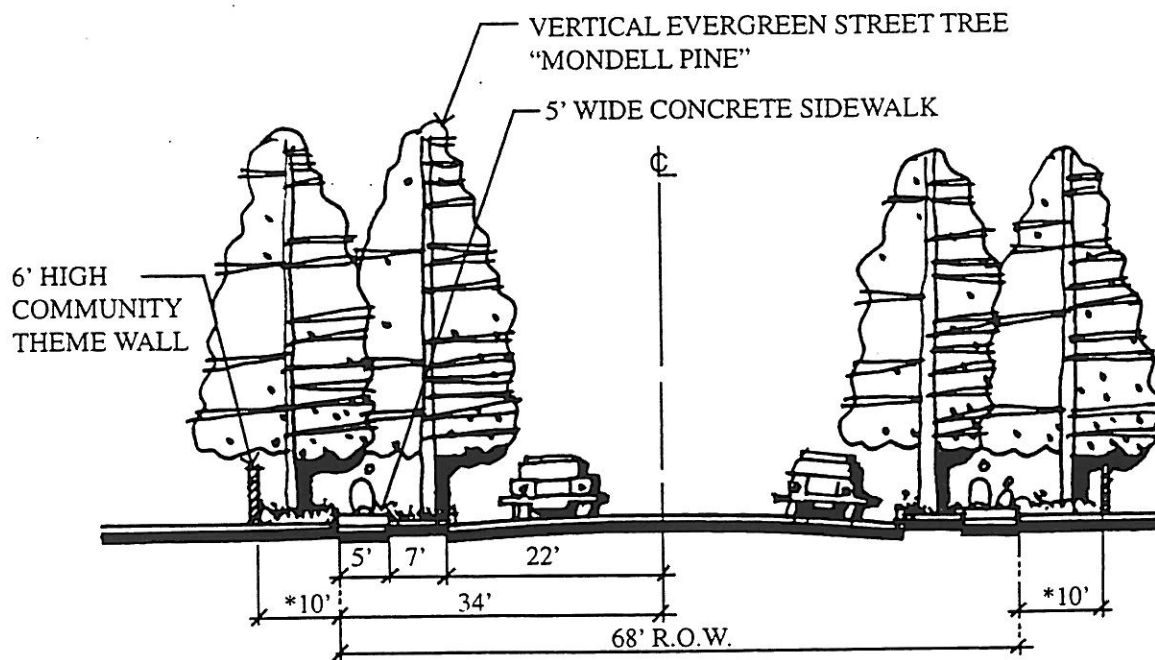 VERTICAL EVERGREEN STREET TREE
“MONDELL PINE”
5’ WIDE CONCRETE SIDEWALK
℄
6’ HIGH
COMMUNITY
THEME WALL
5’ 7’ 22’
*10’ 34’ *10’
68’ R.O.W.